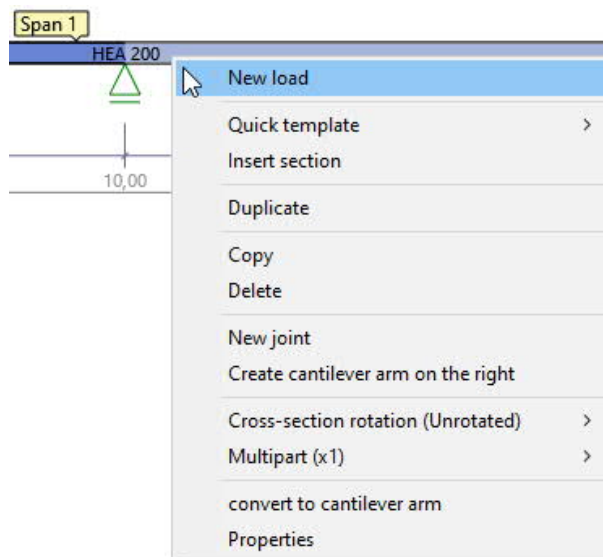 Span 1
HEA 200
New load
Quick template
Insert section
10,00
Duplicate
Copy
Delete
New joint
Create cantilever arm on the right
Cross-section rotation (Unrotated)
Multipart (x1)
convert to cantilever arm
Properties